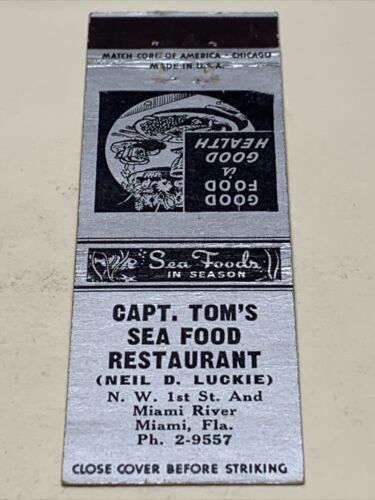 MATCH CORP. OF AMERICA - CHICAGO
MADE IN U.S.A.
GOOD
FOOD
is
GOOD
HEALTH
Sea Foods
IN SEASON
CAPT. TOM'S
SEA FOOD
RESTAURANT
(NEIL D. LUCKIE)
N. W. 1st St. And
Miami River
Miami, Fla.
Ph. 2-9557
CLOSE COVER BEFORE STRIKING